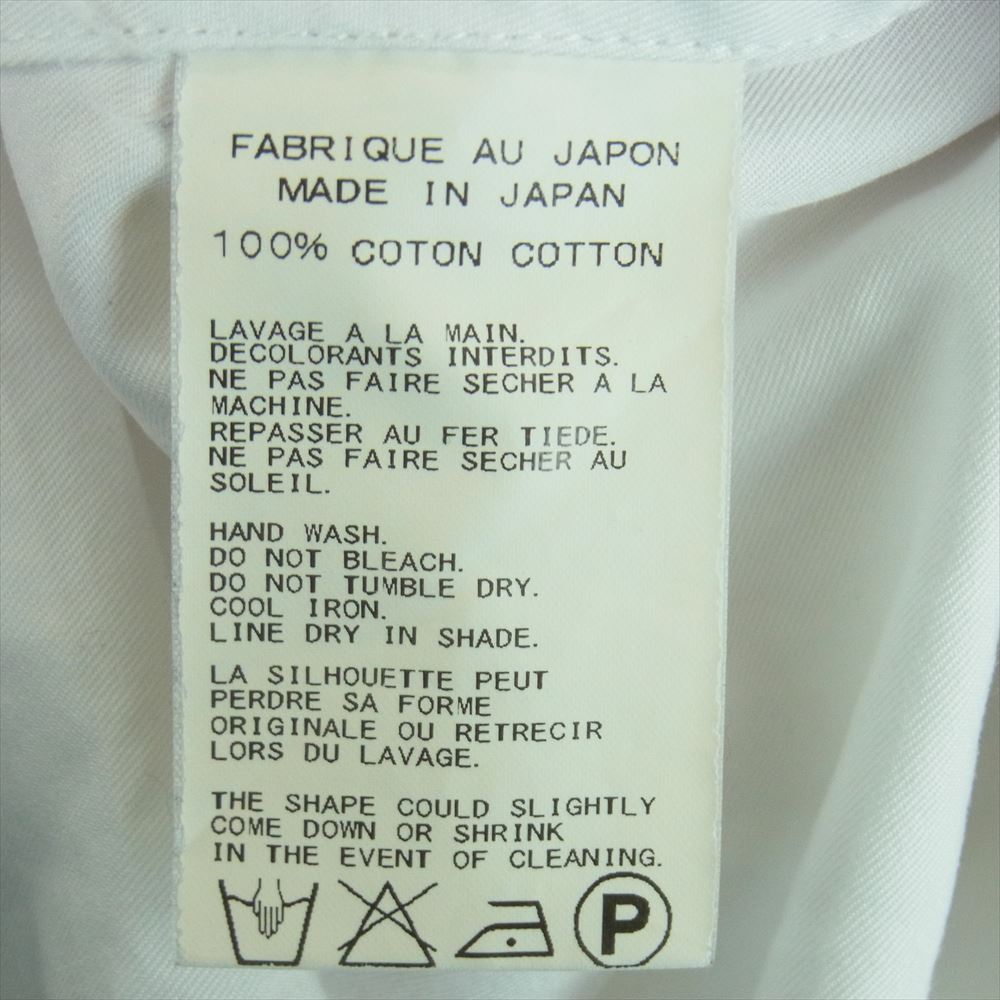 FABRIQUE AU JAPON
MADE IN JAPAN
100% COTON COTTON
LAVAGE A LA MAIN.
DECOLORANTS INTERDITS.
NE PAS FAIRE SECHER A LA
MACHINE.
REPASSER AU FER TIEDE.
NE PAS FAIRE SECHER AU
SOLEIL.
HAND WASH.
DO NOT BLEACH.
DO NOT TUMBLE DRY.
COOL IRON.
LINE DRY IN SHADE.
LA SILHOUETTE PEUT
PERDRE SA FORME
ORIGINALE OU RETRECIR
LORS DU LAVAGE.
THE SHAPE COULD SLIGHTLY
COME DOWN OR SHRINK
IN THE EVENT OF CLEANING.
P